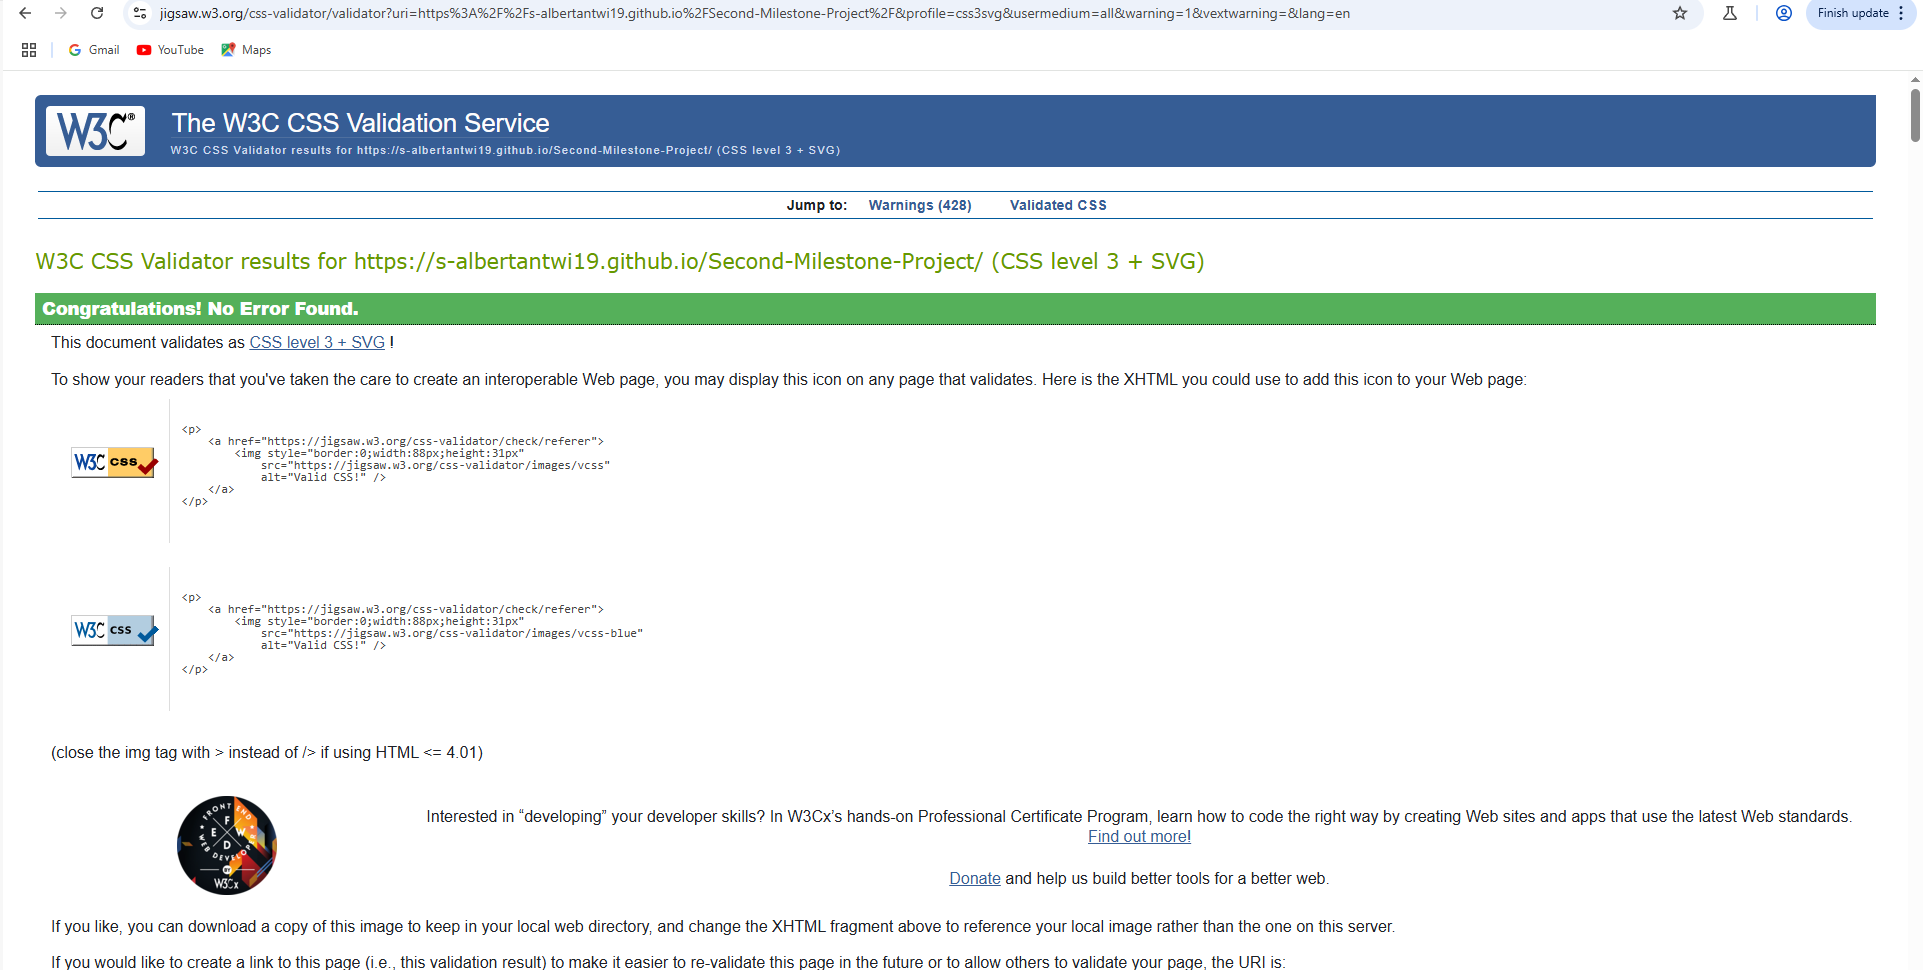 jigsaw.w3.org/css-validator/validator?uri=https%3A%2F%2Fs-albertantwi19.github.io%2FSecond-Milestone-Project%2F&profile=css3svg&usermedium=all&warning=1&vextwarning=&lang=en
Finish update
Gmail YouTube Maps
W3C®
The W3C CSS Validation Service
W3C CSS Validator results for https://s-albertantwi19.github.io/Second-Milestone-Project/ (CSS level 3 + SVG)
Jump to: Warnings (428) Validated CSS
W3C CSS Validator results for https://s-albertantwi19.github.io/Second-Milestone-Project/ (CSS level 3 + SVG)
Congratulations! No Error Found.
This document validates as CSS level 3 + SVG !
To show your readers that you've taken the care to create an interoperable Web page, you may display this icon on any page that validates. Here is the XHTML you could use to add this icon to your Web page:
W3C css
<p>
<a href="https://jigsaw.w3.org/css-validator/check/referer">
<img style="border:0;width:88px;height:31px"
src="https://jigsaw.w3.org/css-validator/images/vcss"
alt="Valid CSS!" />
</a>
</p>
W3C css
<p>
<a href="https://jigsaw.w3.org/css-validator/check/referer">
<img style="border:0;width:88px;height:31px"
src="https://jigsaw.w3.org/css-validator/images/vcss-blue"
alt="Valid CSS!" />
</a>
</p>
(close the img tag with > instead of /> if using HTML <= 4.01)
FRONT END
F E W D
WEB DEVELOPER
BY
W3Cx
Interested in “developing” your developer skills? In W3Cx’s hands-on Professional Certificate Program, learn how to code the right way by creating Web sites and apps that use the latest Web standards.
Find out more!
Donate and help us build better tools for a better web.
If you like, you can download a copy of this image to keep in your local web directory, and change the XHTML fragment above to reference your local image rather than the one on this server.
If you would like to create a link to this page (i.e., this validation result) to make it easier to re-validate this page in the future or to allow others to validate your page, the URI is: